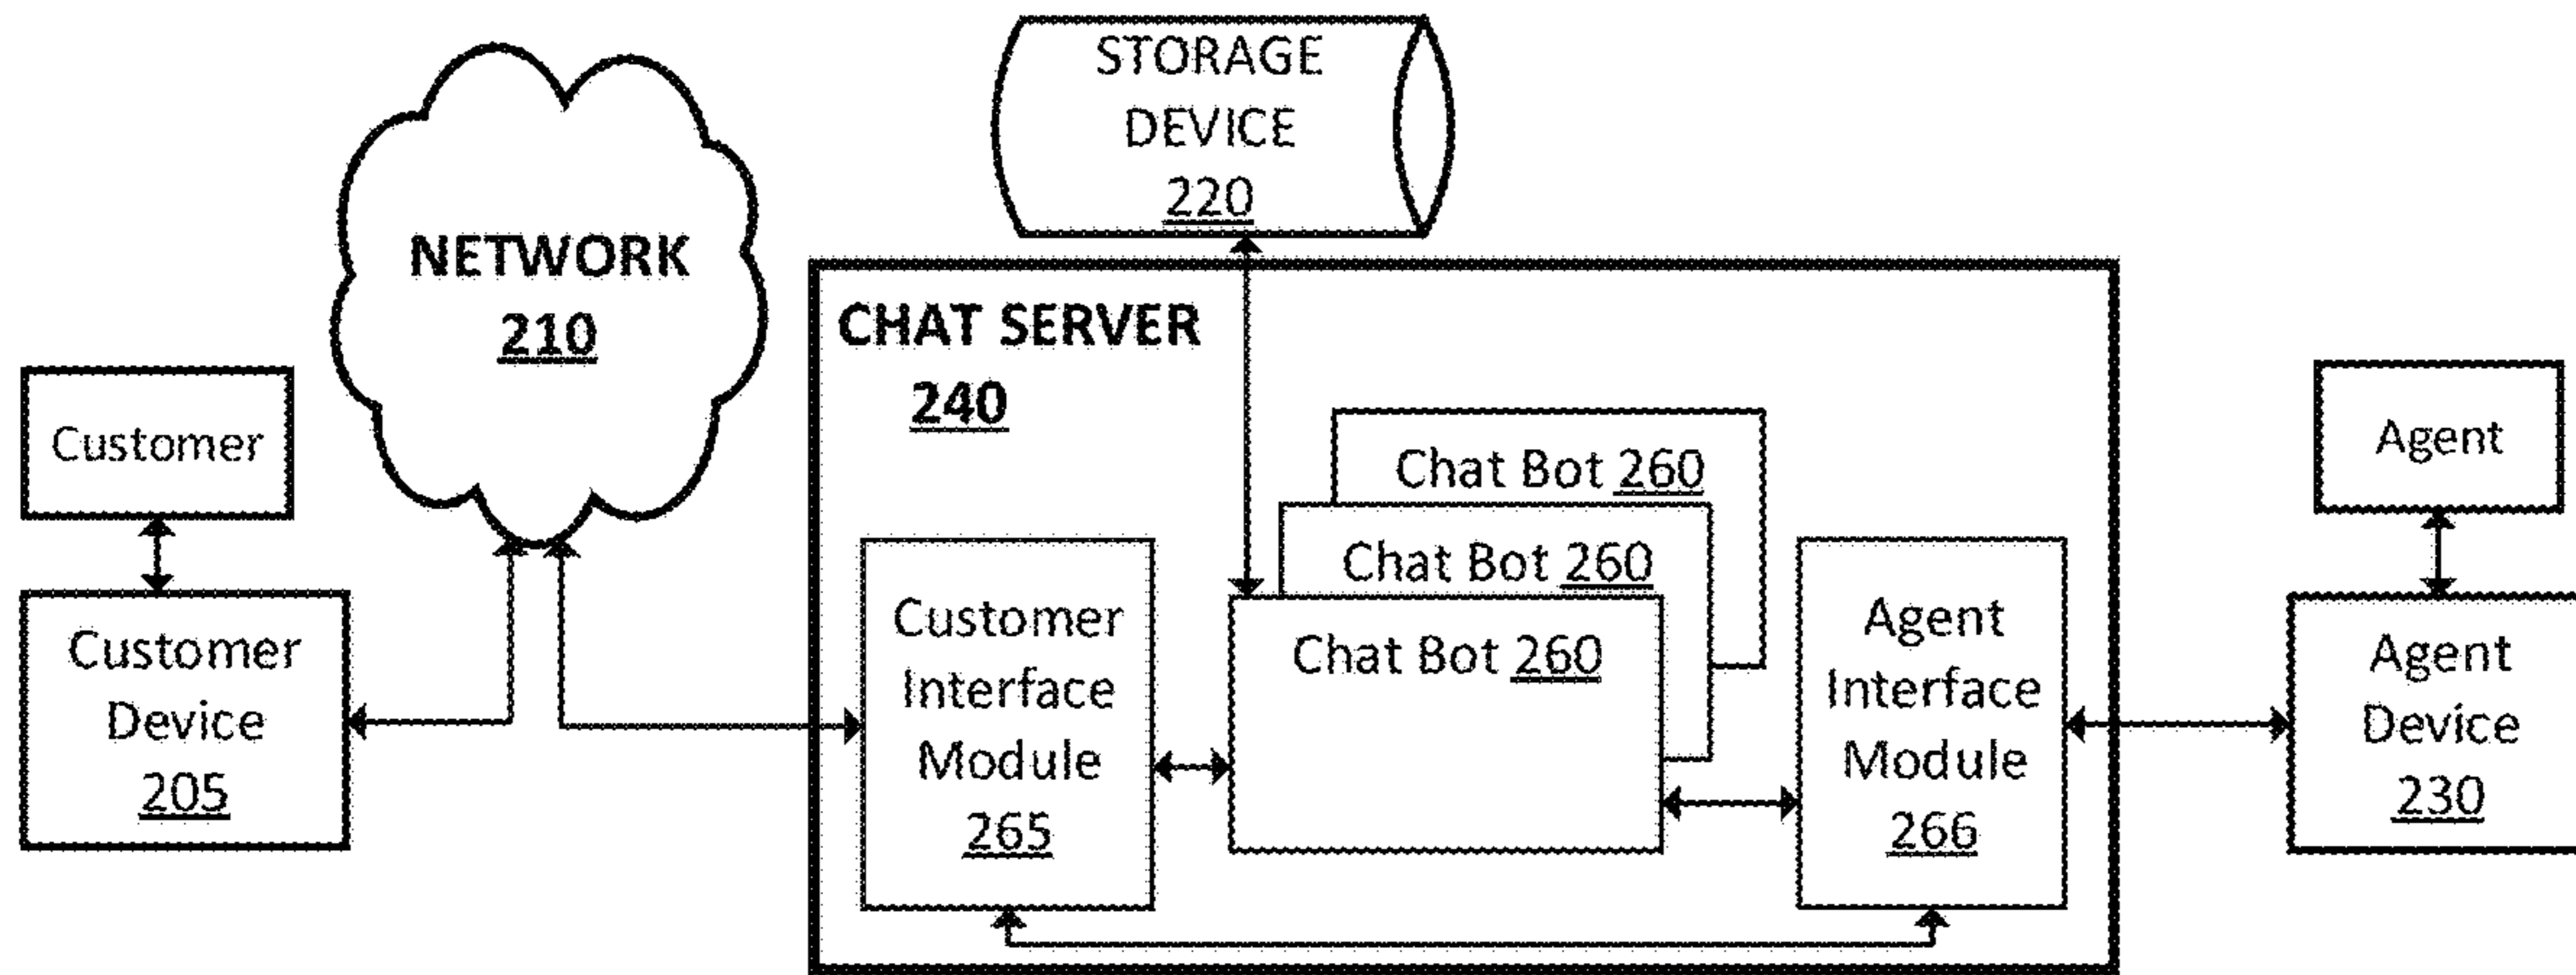 STORAGE
DEVICE
220
NETWORK
210
CHAT SERVER
240
Customer
Customer
Device
205
Customer
Interface
Module
265
Chat Bot 260
Chat Bot 260
Chat Bot 260
Agent
Interface
Module
266
Agent
Agent
Device
230